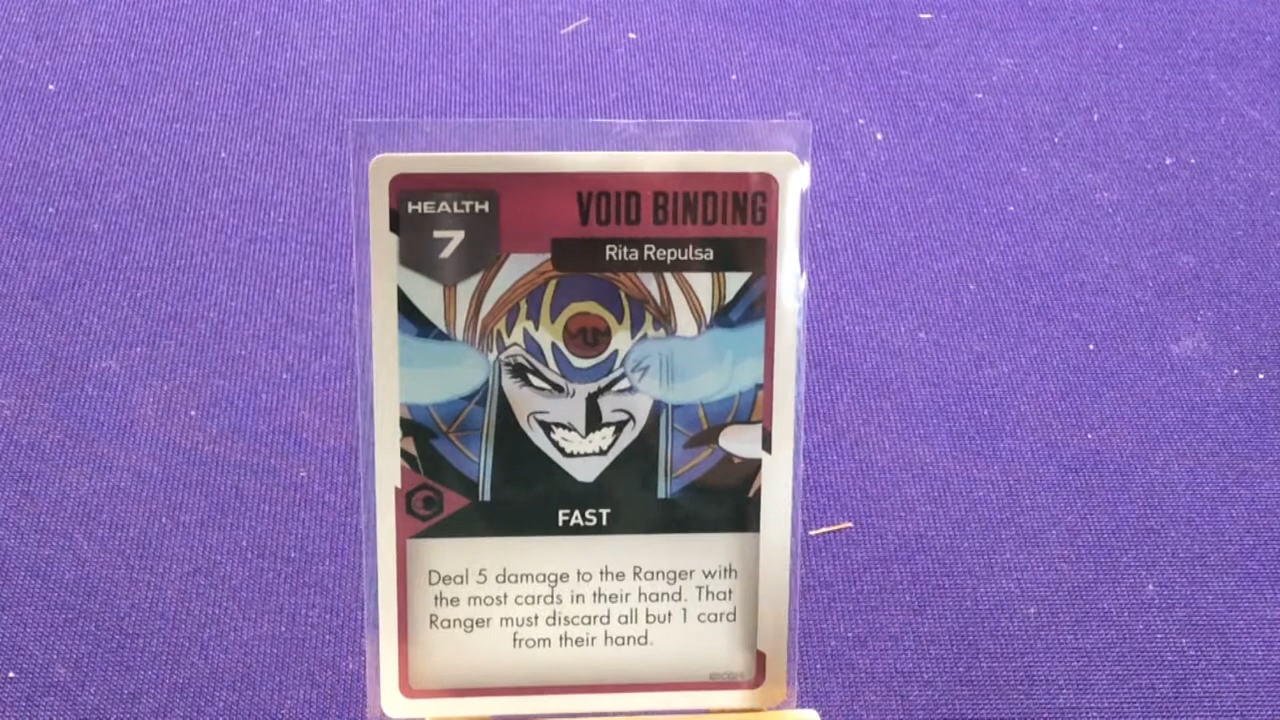 HEALTH
7
VOID BINDING
Rita Repulsa
FAST
Deal 5 damage to the Ranger with
the most cards in their hand. That
Ranger must discard all but 1 card
from their hand.